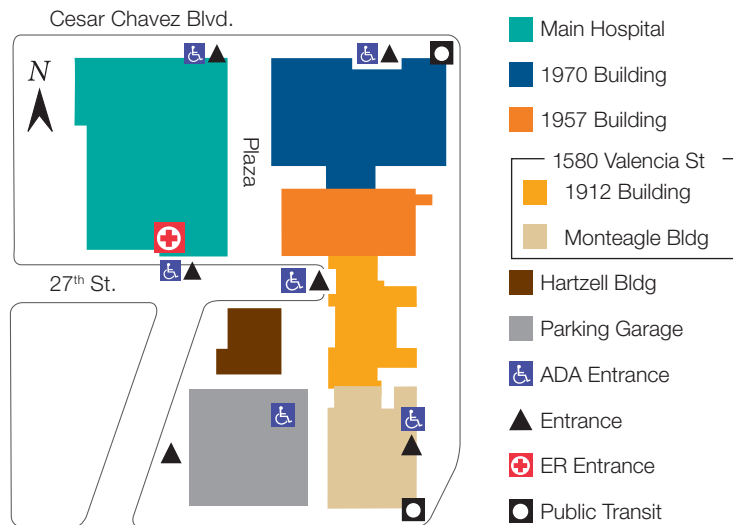 Cesar Chavez Blvd.
N
Plaza
27th St.
Main Hospital
1970 Building
1957 Building
1580 Valencia St
1912 Building
Monteagle Bldg
Hartzell Bldg
Parking Garage
ADA Entrance
Entrance
ER Entrance
Public Transit